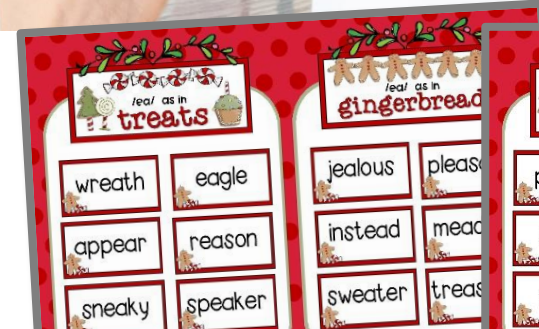 /ea/ as in
treats
wreath eagle
appear reason
sneaky speaker
/ea/ as in
gingerbread
jealous
instead
sweater